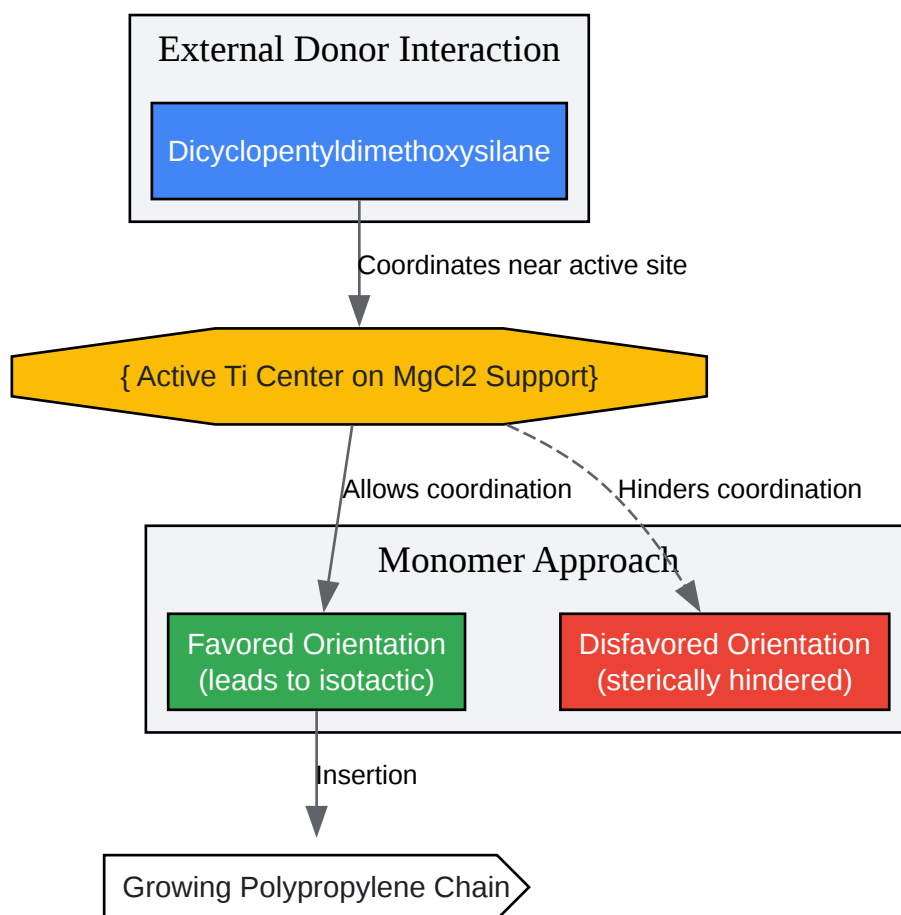 External Donor Interaction
Dicyclopentyldimethoxysilane
Coordinates near active site
{ Active Ti Center on MgCl2 Support}
Allows coordination
Hinders coordination
Monomer Approach
Favored Orientation
(leads to isotactic)
Disfavored Orientation
(sterically hindered)
Insertion
Growing Polypropylene Chain